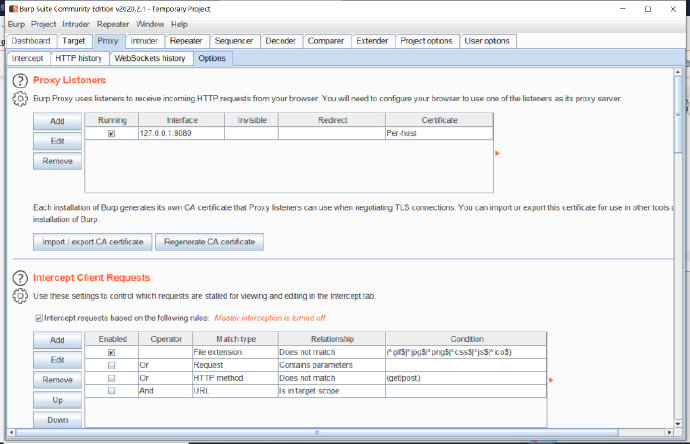 Burp Suite Community Edition v2020.2.1 - Temporary Project
Burp Project Intruder Repeater Window Help
Dashboard Target Proxy Intruder Repeater Sequencer Decoder Comparer Extender Project options User options
Intercept HTTP history WebSockets history Options
Proxy Listeners
Burp Proxy uses listeners to receive incoming HTTP requests from your browser. You will need to configure your browser to use one of the listeners as its proxy server.
Add Running Interface Invisible Redirect Certificate
127.0.0.1:8080 Per-host
Edit
Remove
Each installation of Burp generates its own CA certificate that Proxy listeners can use when negotiating TLS connections. You can import or export this certificate for use in other tools
installation of Burp.
Import / export CA certificate Regenerate CA certificate
Intercept Client Requests
Use these settings to control which requests are stalled for viewing and editing in the Intercept tab.
Intercept requests based on the following rules: Master interception is turned off
Add Enabled Operator Match type Relationship Condition
File extension Does not match (^gif$|^jpg$|^png$|^css$|^js$|^ico$)
Edit Or Request Contains parameters
Remove Or HTTP method Does not match (get|post)
And URL Is in target scope
Up
Down